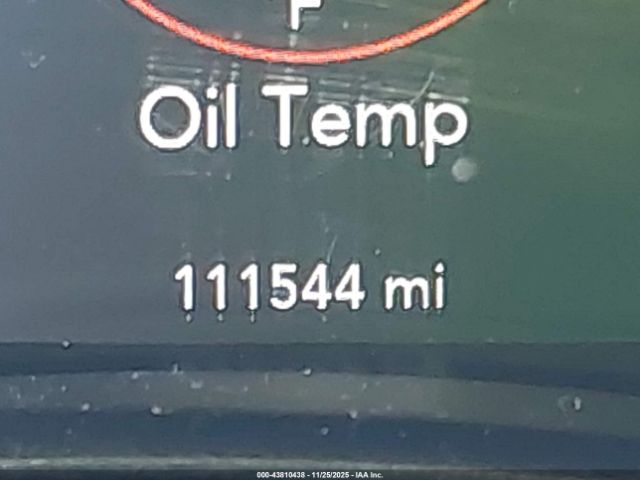 F
Oil Temp
111544 mi
000-43810438 - 11/25/2025 - IAA Inc.